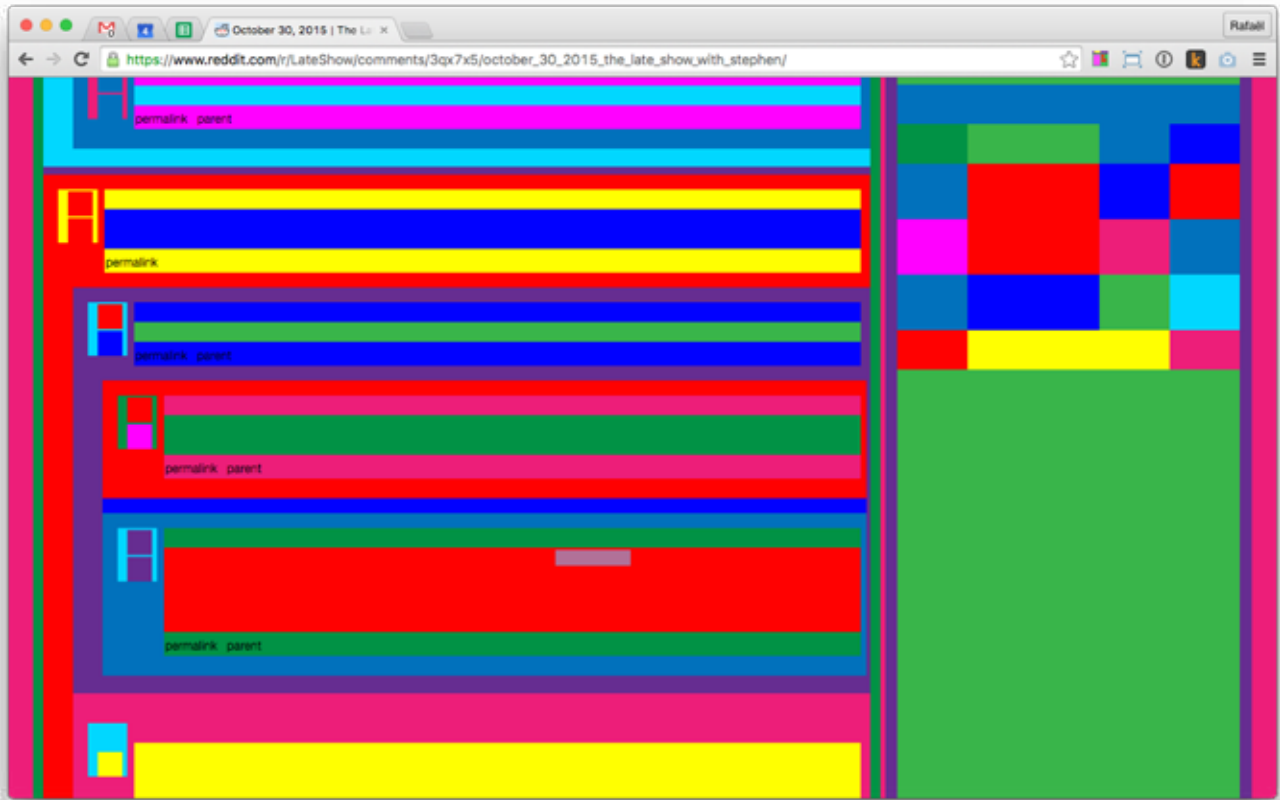 October 30, 2015 | The La
Rafaël
https://www.reddit.com/r/LateShow/comments/3qx7x5/october_30_2015_the_late_show_with_stephen/
permalink parent
permalink
permalink parent
permalink parent
permalink parent